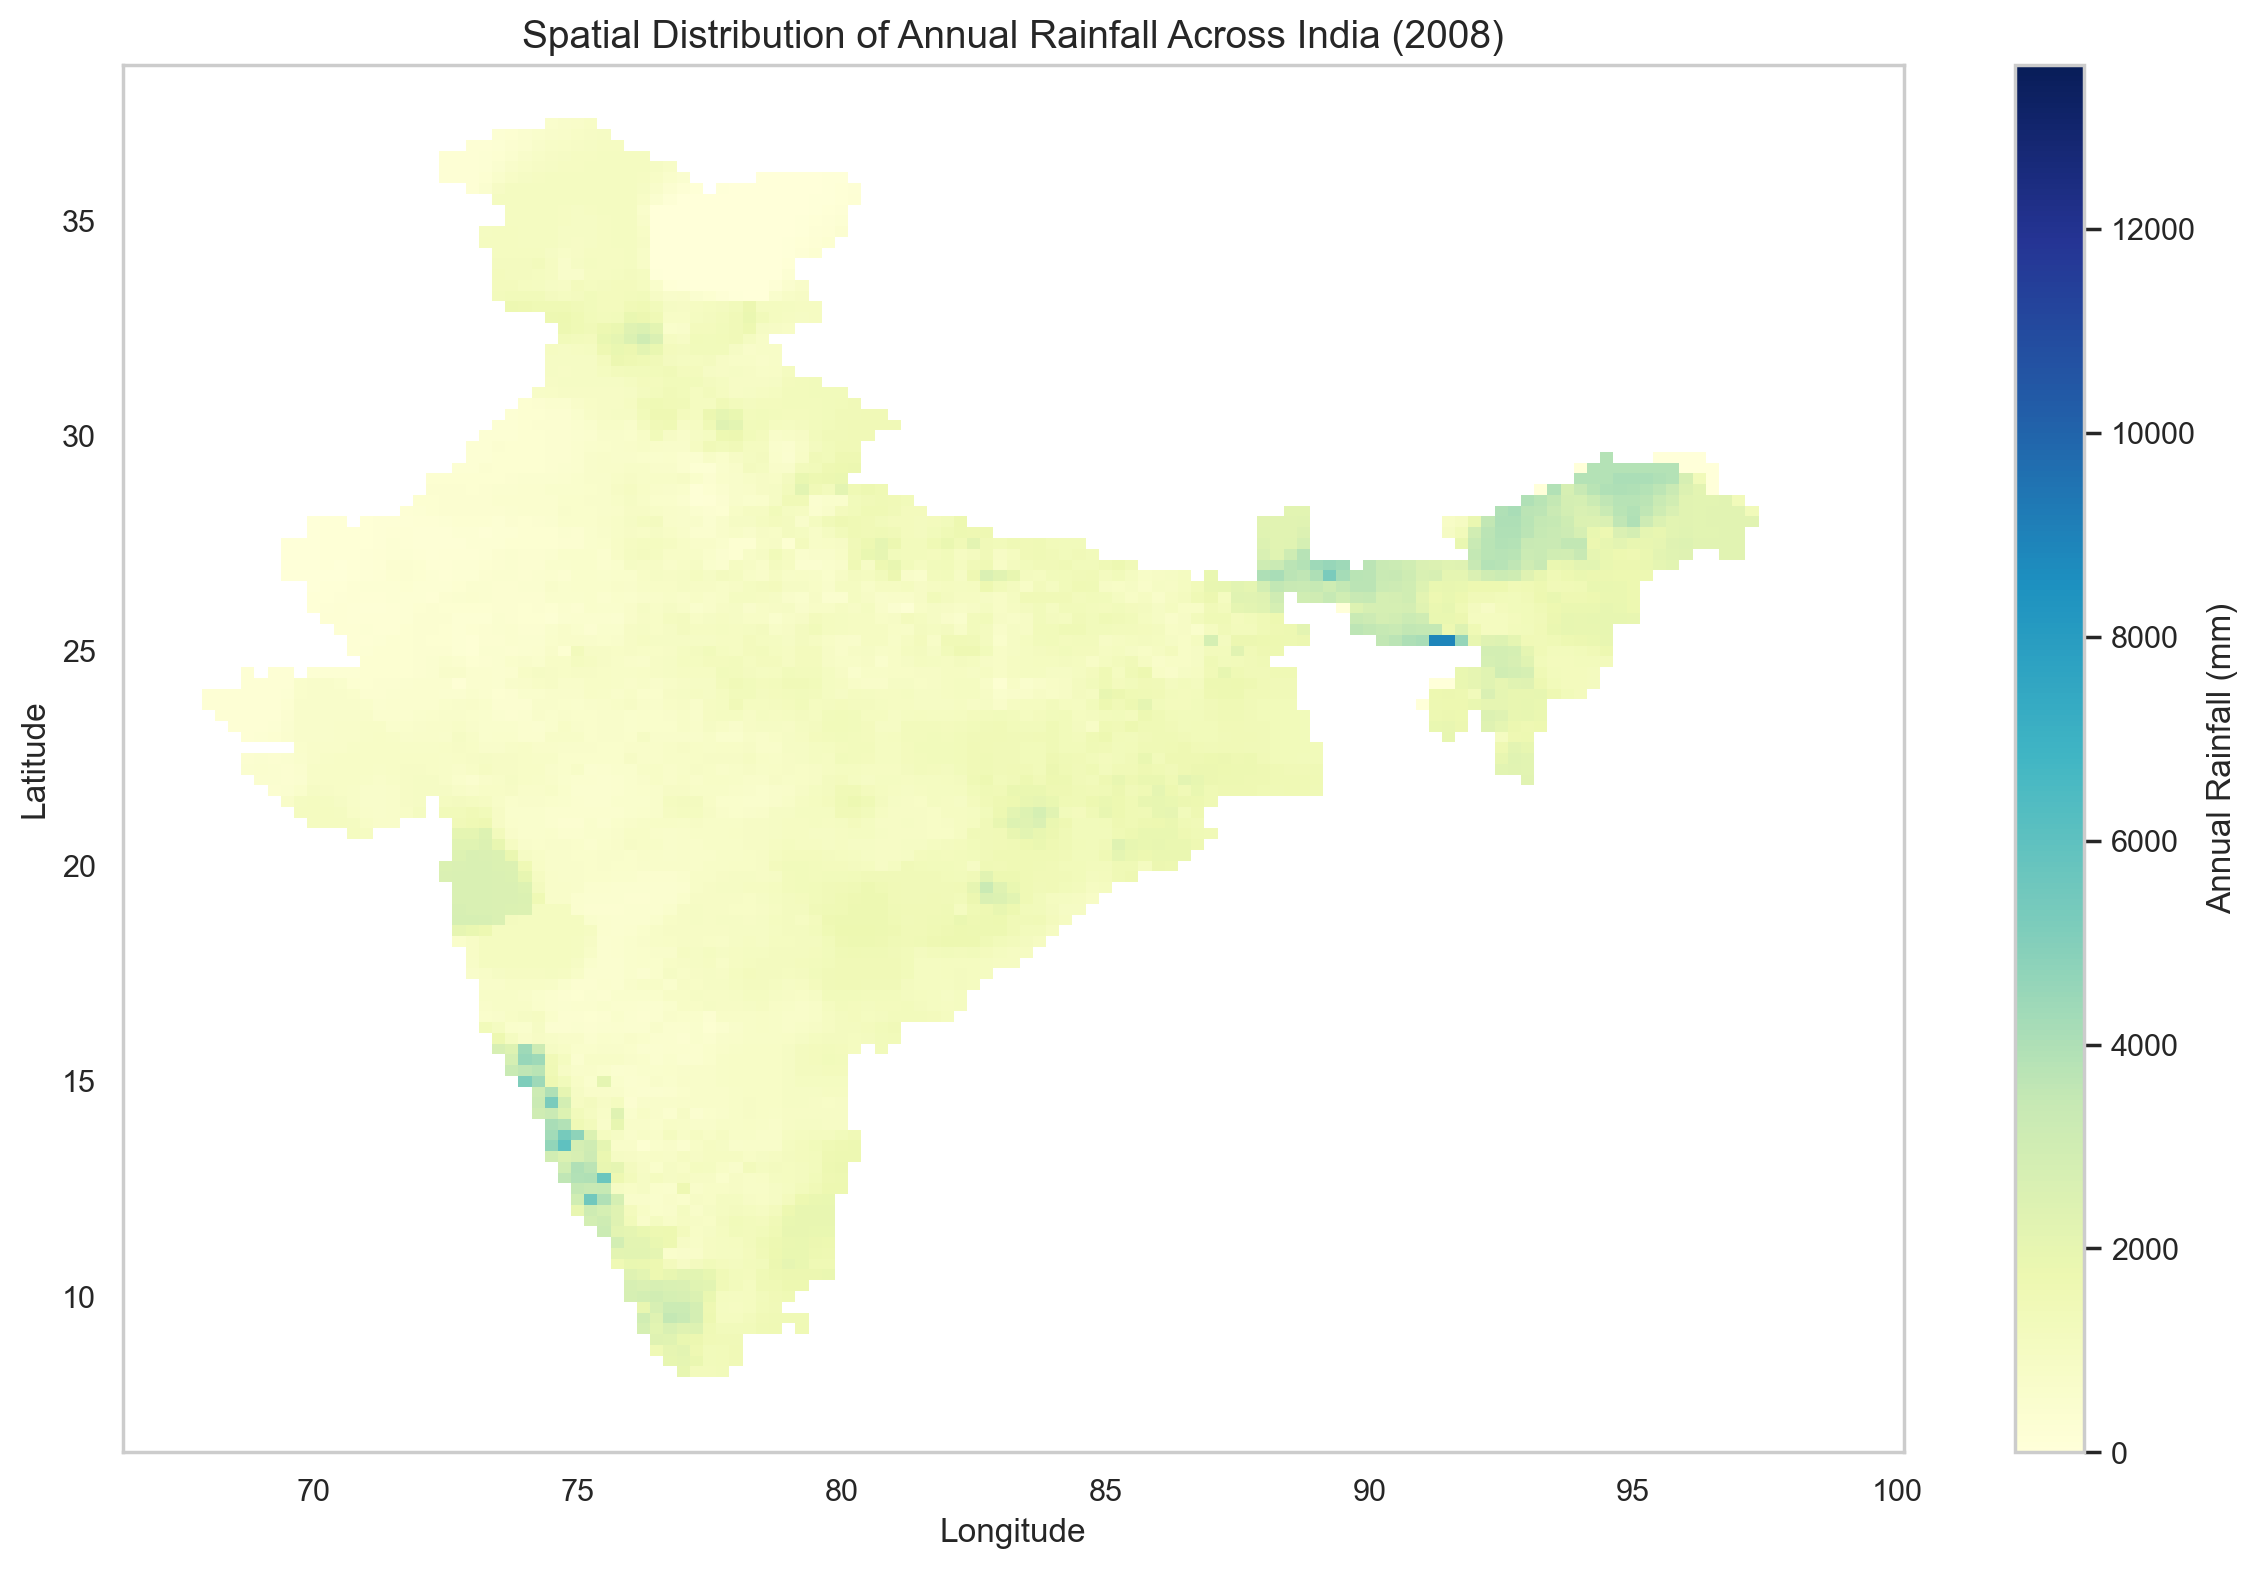 Spatial Distribution of Annual Rainfall Across India (2008)
Latitude
35
30
25
20
15
10
70 75 80 85 90 95 100
Longitude
12000
10000
8000
6000
4000
2000
0
Annual Rainfall (mm)